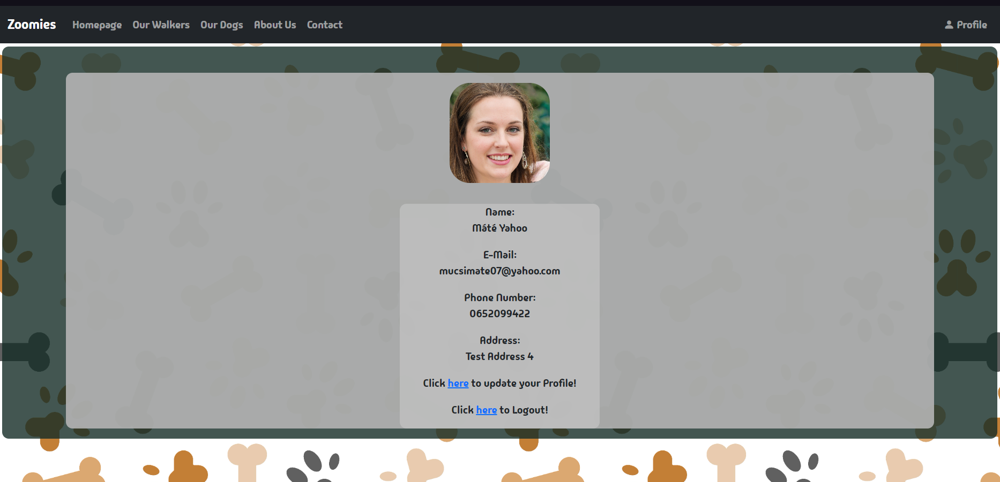 Zoomies Homepage Our Walkers Our Dogs About Us Contact Profile
Name:
Máté Yahoo
E-Mail:
mucsimate07@yahoo.com
Phone Number:
0652099422
Address:
Test Address 4
Click here to update your Profile!
Click here to Logout!